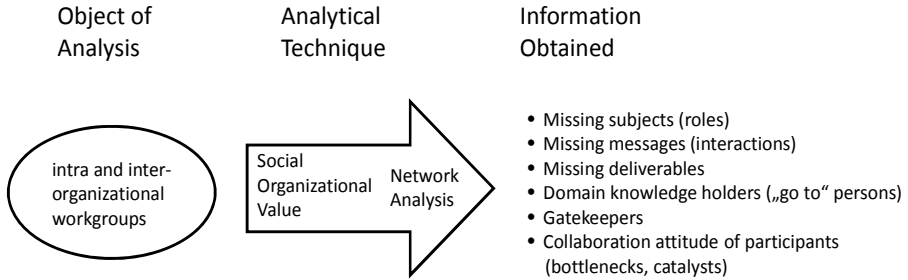 Object of
Analysis
Analytical
Technique
Information
Obtained
intra and inter-
organizational
workgroups
Social
Organizational
Value
Network
Analysis
• Missing subjects (roles)
• Missing messages (interactions)
• Missing deliverables
• Domain knowledge holders („go to“ persons)
• Gatekeepers
• Collaboration attitude of participants
(bottlenecks, catalysts)